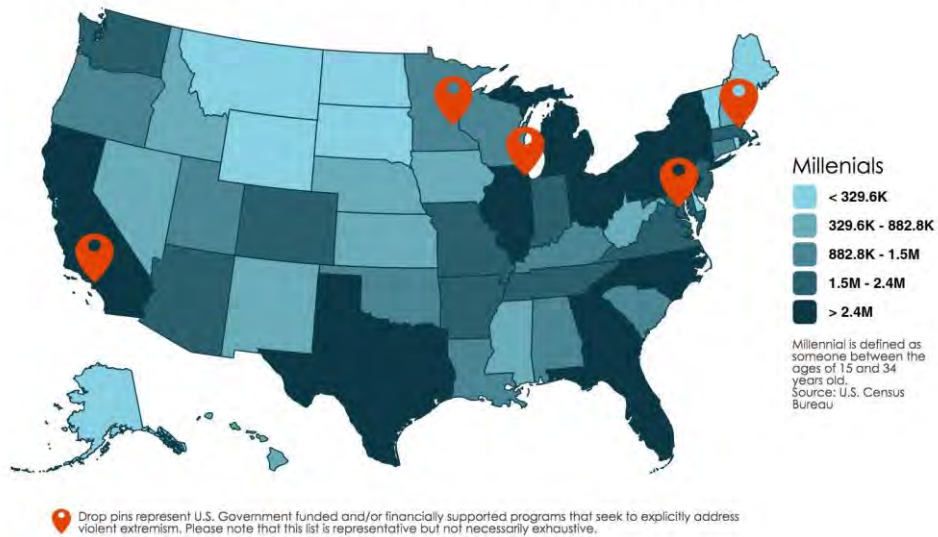 Millenials
< 329.6K
329.6K - 882.8K
882.8K - 1.5M
1.5M - 2.4M
> 2.4M
Millennial is defined as
someone between the
ages of 15 and 34
years old.
Source: U.S. Census
Bureau
Drop pins represent U.S. Government funded and/or financially supported programs that seek to explicitly address
violent extremism. Please note that this list is representative but not necessarily exhaustive.